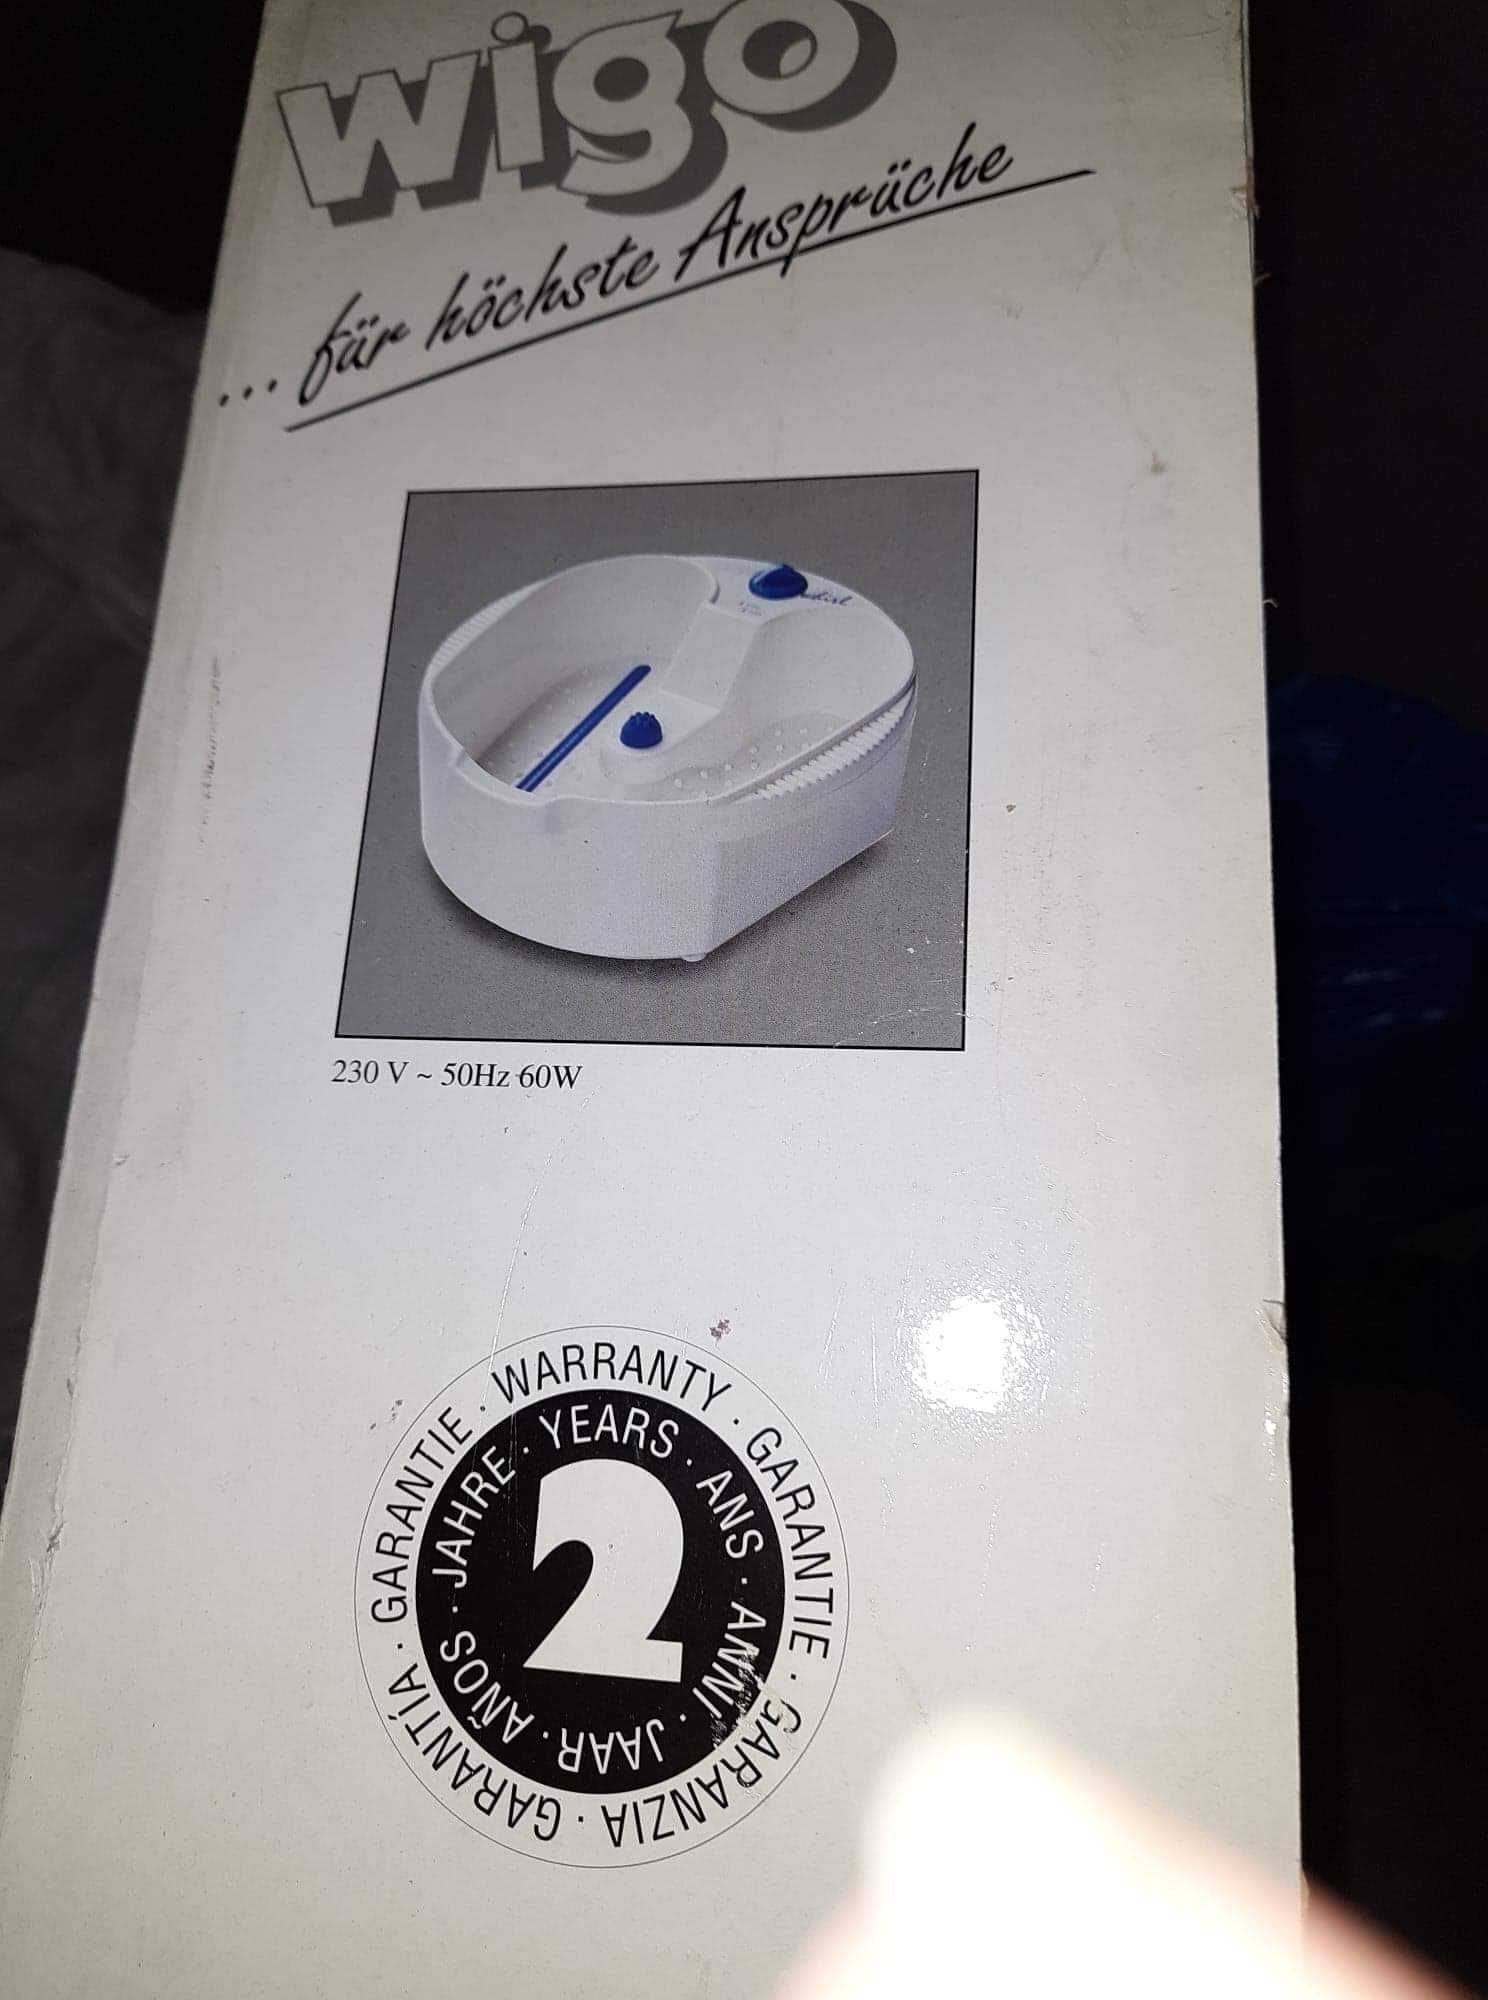 wigo
... für höchste Ansprüche
230 V ~ 50Hz 60W
GARANTIE · WARRANTY · GARANTIE · GARANZIA · GARANTÍA ·
JAHRE · YEARS · ANS · ANNI · JAAR · AÑOS ·
2